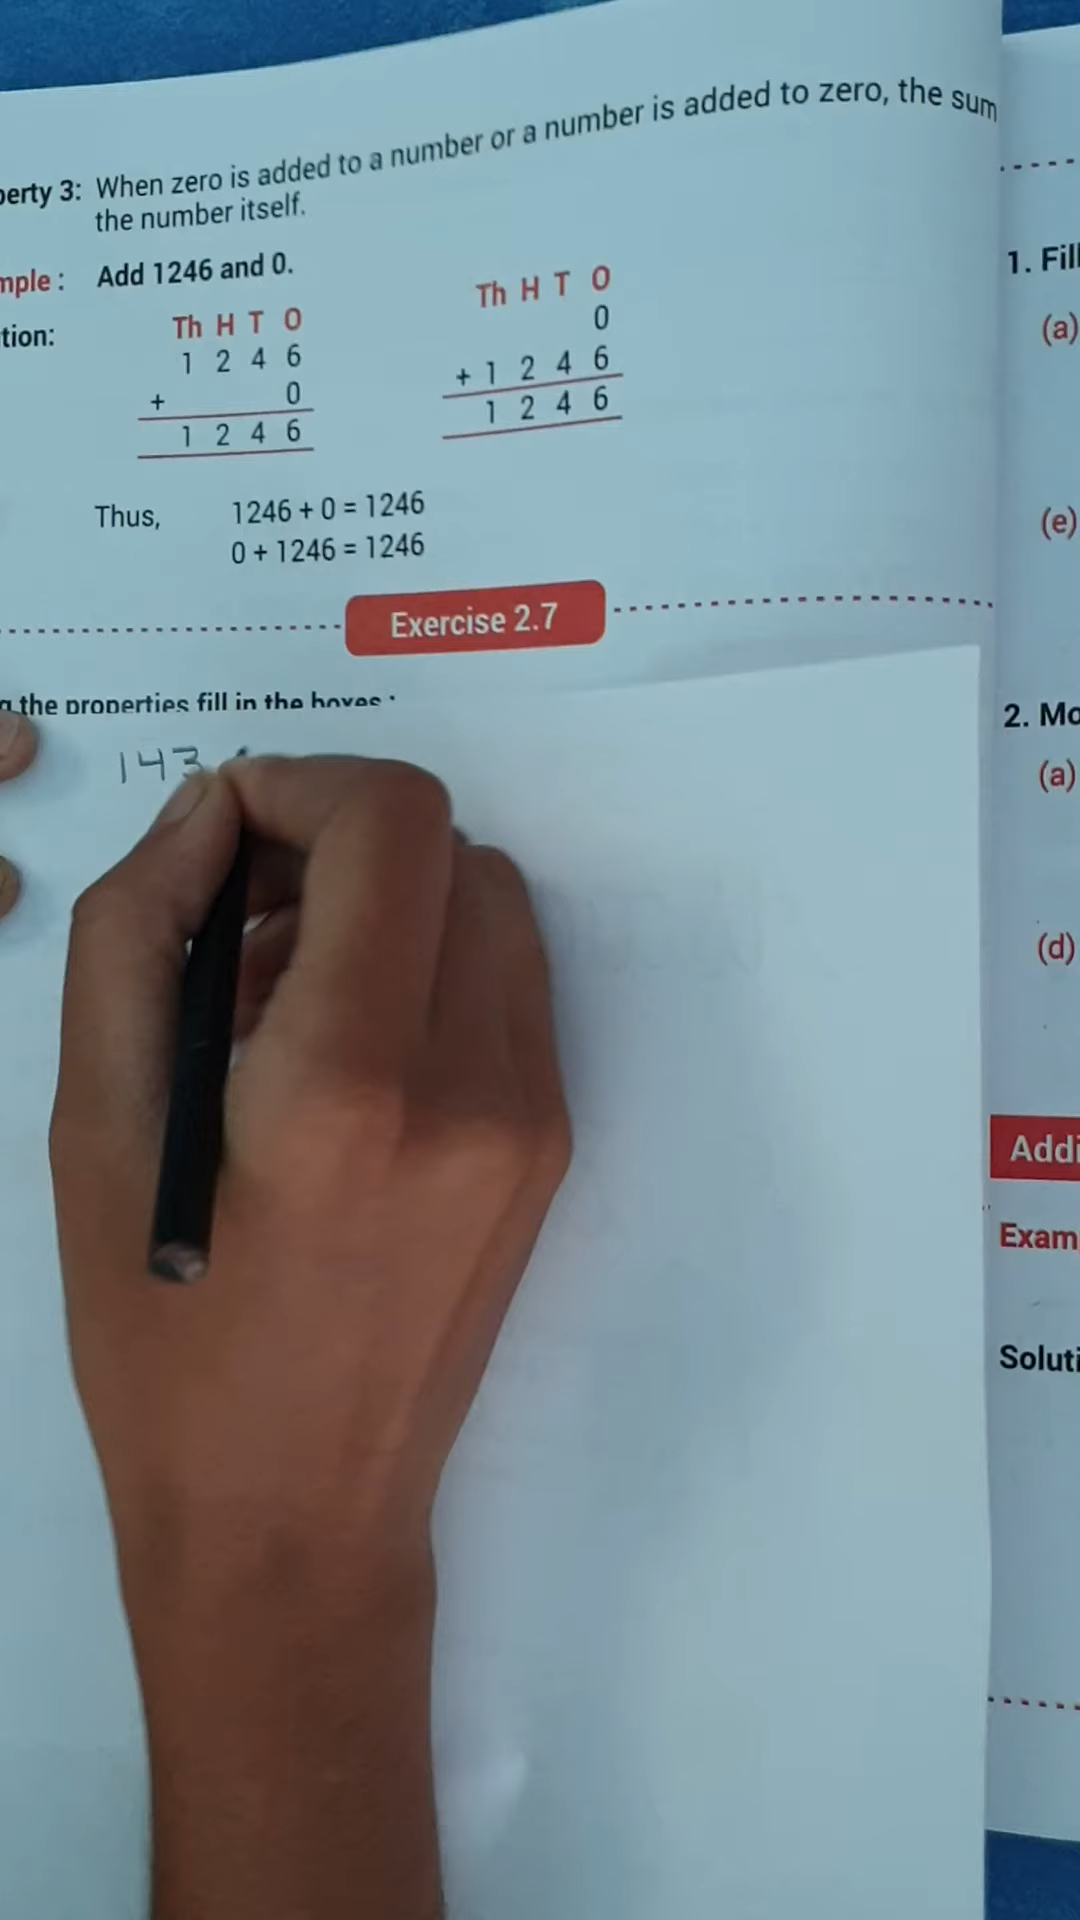 perty 3: When zero is added to a number or a number is added to zero, the sum
the number itself.
mple : Add 1246 and 0.
tion:
Th H T O
1 2 4 6
+ 0
1 2 4 6
Th H T O
0
+ 1 2 4 6
1 2 4 6
Thus, 1246 + 0 = 1246
0 + 1246 = 1246
Exercise 2.7
the properties fill in the boxes :
143
1. Fill
(a)
(e)
2. Mo
(a)
(d)
Addi
Exam
Soluti